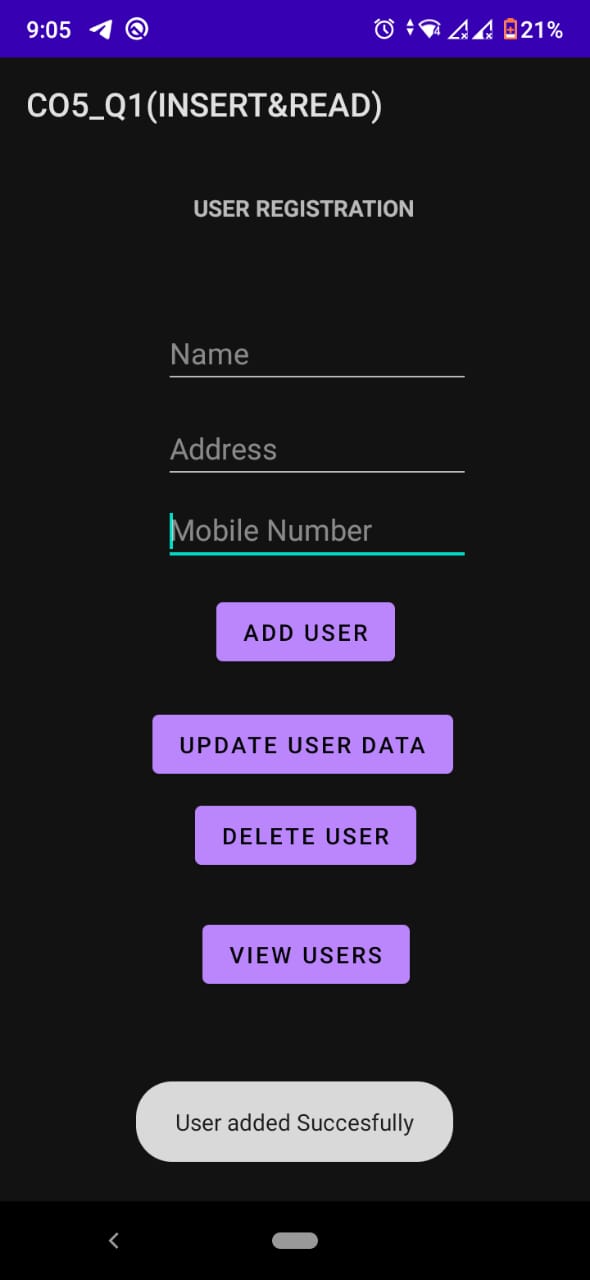 9:05
21%
CO5_Q1(INSERT&READ)
USER REGISTRATION
Name
Address
Mobile Number
ADD USER
UPDATE USER DATA
DELETE USER
VIEW USERS
User added Succesfully